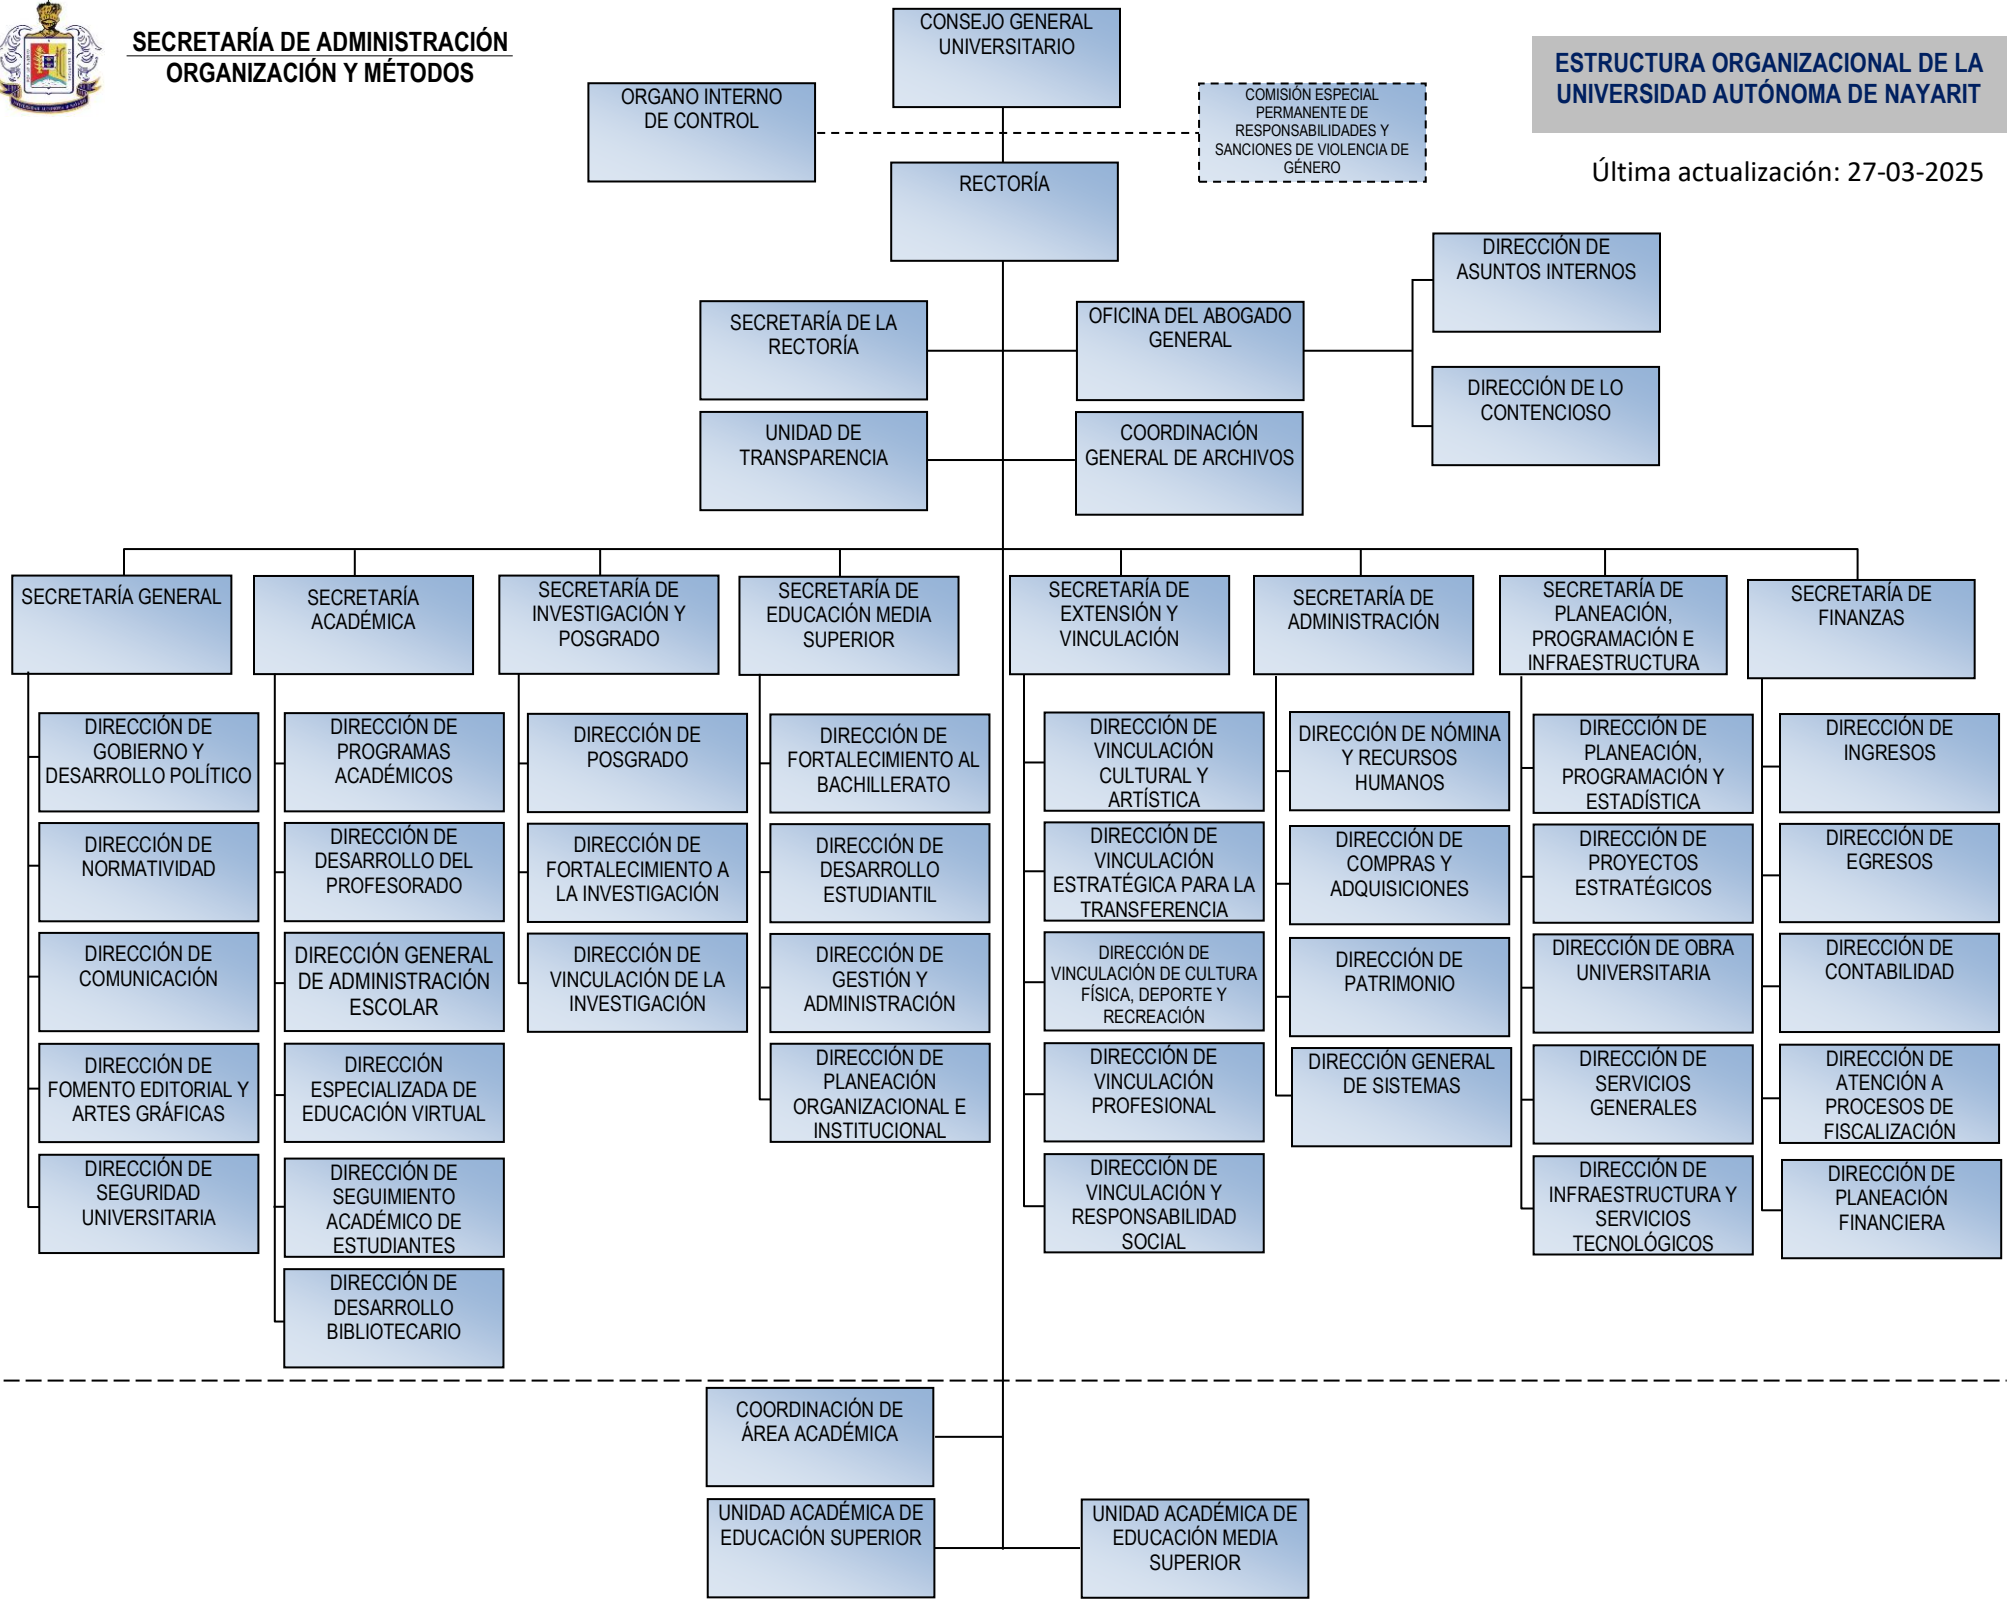 SECRETARÍA DE ADMINISTRACIÓN
ORGANIZACIÓN Y MÉTODOS
CONSEJO GENERAL
UNIVERSITARIO
ESTRUCTURA ORGANIZACIONAL DE LA
UNIVERSIDAD AUTÓNOMA DE NAYARIT
Última actualización: 27-03-2025
ORGANO INTERNO
DE CONTROL
COMISIÓN ESPECIAL
PERMANENTE DE
RESPONSABILIDADES Y
SANCIONES DE VIOLENCIA DE
GÉNERO
RECTORÍA
SECRETARÍA DE LA
RECTORÍA
OFICINA DEL ABOGADO
GENERAL
DIRECCIÓN DE
ASUNTOS INTERNOS
DIRECCIÓN DE LO
CONTENCIOSO
UNIDAD DE
TRANSPARENCIA
COORDINACIÓN
GENERAL DE ARCHIVOS
SECRETARÍA GENERAL
DIRECCIÓN DE
GOBIERNO Y
DESARROLLO POLÍTICO
DIRECCIÓN DE
NORMATIVIDAD
DIRECCIÓN DE
COMUNICACIÓN
DIRECCIÓN DE
FOMENTO EDITORIAL Y
ARTES GRÁFICAS
DIRECCIÓN DE
SEGURIDAD
UNIVERSITARIA
SECRETARÍA
ACADÉMICA
DIRECCIÓN DE
PROGRAMAS
ACADÉMICOS
DIRECCIÓN DE
DESARROLLO DEL
PROFESORADO
DIRECCIÓN GENERAL
DE ADMINISTRACIÓN
ESCOLAR
DIRECCIÓN
ESPECIALIZADA DE
EDUCACIÓN VIRTUAL
DIRECCIÓN DE
SEGUIMIENTO
ACADÉMICO DE
ESTUDIANTES
DIRECCIÓN DE
DESARROLLO
BIBLIOTECARIO
SECRETARÍA DE
INVESTIGACIÓN Y
POSGRADO
DIRECCIÓN DE
POSGRADO
DIRECCIÓN DE
FORTALECIMIENTO A
LA INVESTIGACIÓN
DIRECCIÓN DE
VINCULACIÓN DE LA
INVESTIGACIÓN
SECRETARÍA DE
EDUCACIÓN MEDIA
SUPERIOR
DIRECCIÓN DE
FORTALECIMIENTO AL
BACHILLERATO
DIRECCIÓN DE
DESARROLLO
ESTUDIANTIL
DIRECCIÓN DE
GESTIÓN Y
ADMINISTRACIÓN
DIRECCIÓN DE
PLANEACIÓN
ORGANIZACIONAL E
INSTITUCIONAL
SECRETARÍA DE
EXTENSIÓN Y
VINCULACIÓN
DIRECCIÓN DE
VINCULACIÓN
CULTURAL Y
ARTÍSTICA
DIRECCIÓN DE
VINCULACIÓN
ESTRATÉGICA PARA LA
TRANSFERENCIA
DIRECCIÓN DE
VINCULACIÓN DE CULTURA
FÍSICA, DEPORTE Y
RECREACIÓN
DIRECCIÓN DE
VINCULACIÓN
PROFESIONAL
DIRECCIÓN DE
VINCULACIÓN Y
RESPONSABILIDAD
SOCIAL
SECRETARÍA DE
ADMINISTRACIÓN
DIRECCIÓN DE NÓMINA
Y RECURSOS
HUMANOS
DIRECCIÓN DE
COMPRAS Y
ADQUISICIONES
DIRECCIÓN DE
PATRIMONIO
DIRECCIÓN GENERAL
DE SISTEMAS
SECRETARÍA DE
PLANEACIÓN,
PROGRAMACIÓN E
INFRAESTRUCTURA
DIRECCIÓN DE
PLANEACIÓN,
PROGRAMACIÓN Y
ESTADÍSTICA
DIRECCIÓN DE
PROYECTOS
ESTRATÉGICOS
DIRECCIÓN DE OBRA
UNIVERSITARIA
DIRECCIÓN DE
SERVICIOS
GENERALES
DIRECCIÓN DE
INFRAESTRUCTURA Y
SERVICIOS
TECNOLÓGICOS
SECRETARÍA DE
FINANZAS
DIRECCIÓN DE
INGRESOS
DIRECCIÓN DE
EGRESOS
DIRECCIÓN DE
CONTABILIDAD
DIRECCIÓN DE
ATENCIÓN A
PROCESOS DE
FISCALIZACIÓN
DIRECCIÓN DE
PLANEACIÓN
FINANCIERA
COORDINACIÓN DE
ÁREA ACADÉMICA
UNIDAD ACADÉMICA DE
EDUCACIÓN SUPERIOR
UNIDAD ACADÉMICA DE
EDUCACIÓN MEDIA
SUPERIOR